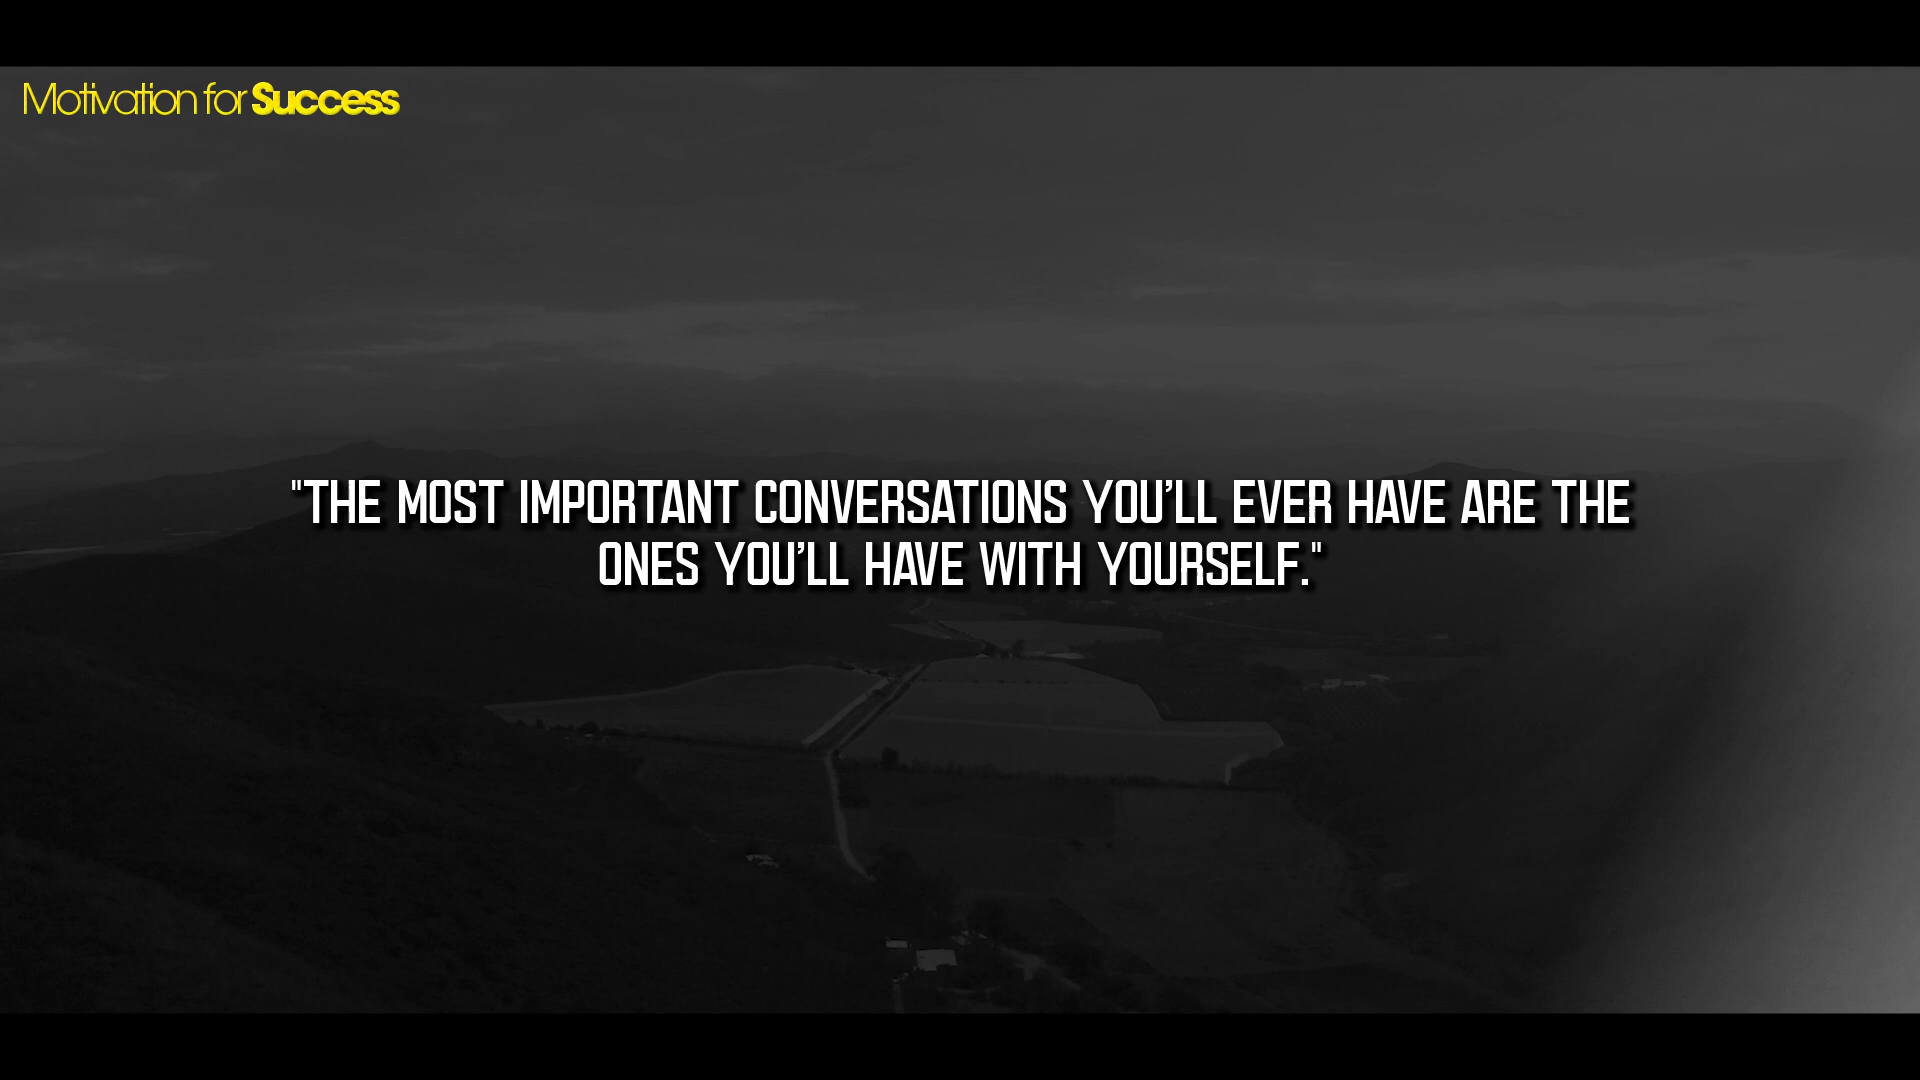 Motivation for Success
"THE MOST IMPORTANT CONVERSATIONS YOU'LL EVER HAVE ARE THE
ONES YOU'LL HAVE WITH YOURSELF."